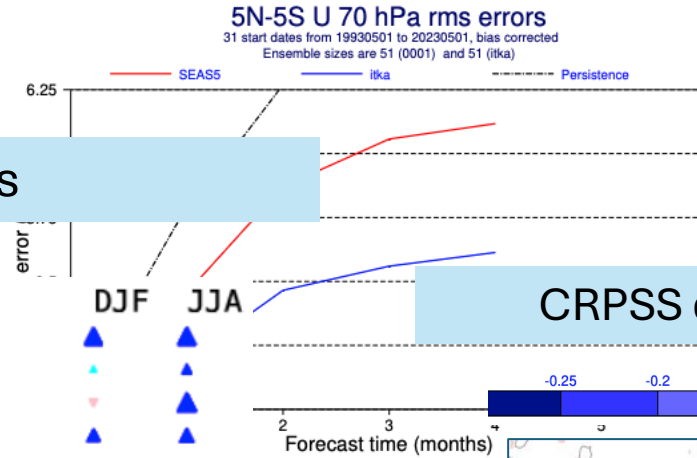 5N-5S U 70 hPa rms errors
31 start dates from 19930501 to 20230501, bias corrected
Ensemble sizes are 51 (0001) and 51 (itka)
SEAS5 itka Persistence
6.25
s
error
DJF JJA
CRPSS
-0.25 -0.2
2 3
Forecast time (months)